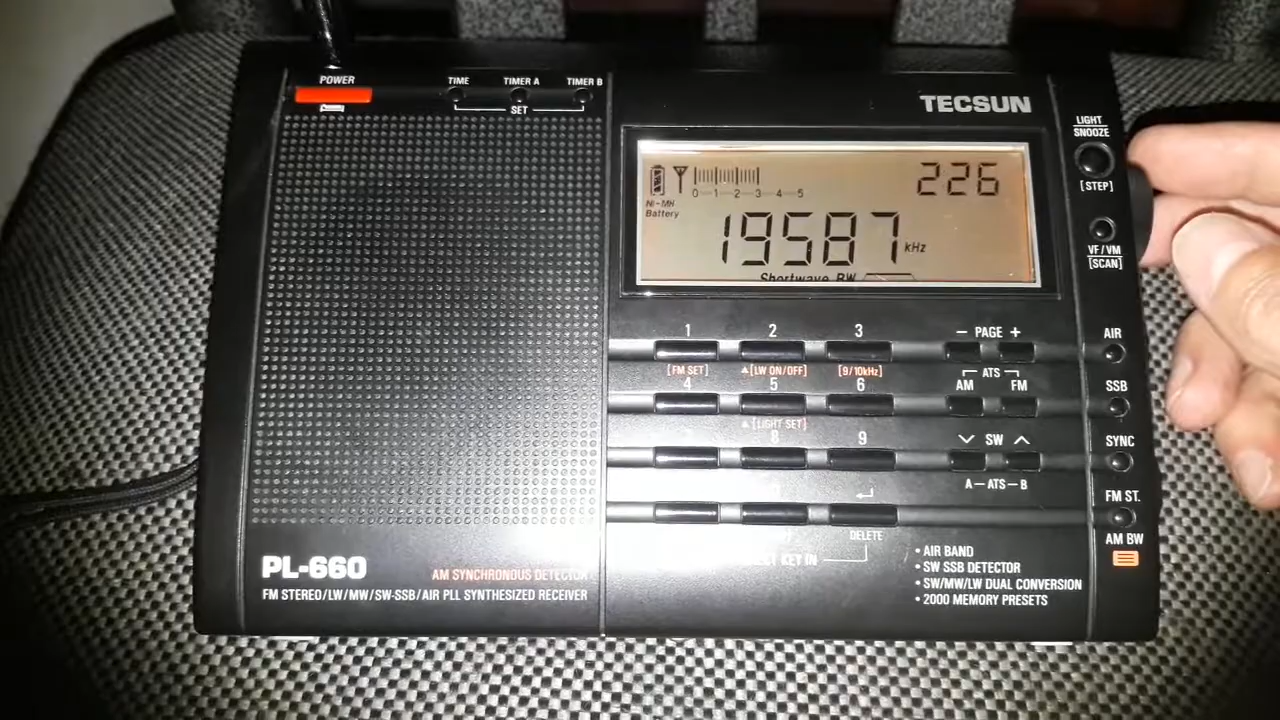 POWER
TIME
TIMER A
TIMER B
SET
TECSUN
LIGHT
SNOOZE
[STEP]
0 1 2 3 4 5
226
Ni-MH
Battery
19587 kHz
Shortwave BW
VF/VM
[SCAN]
1 2 3
− PAGE +
AIR
[FM SET] ▲[LW ON/OFF] [9/10kHz]
ATS
4 5 6
AM FM
SSB
▲[LIGHT SET]
8 9
SW
SYNC
A–ATS–B
FM ST.
DELETE
KEY IN
AM BW
PL-660
AM SYNCHRONOUS DETECTOR
FM STEREO/LW/MW/SW-SSB/AIR PLL SYNTHESIZED RECEIVER
• AIR BAND
• SW SSB DETECTOR
• SW/MW/LW DUAL CONVERSION
• 2000 MEMORY PRESETS